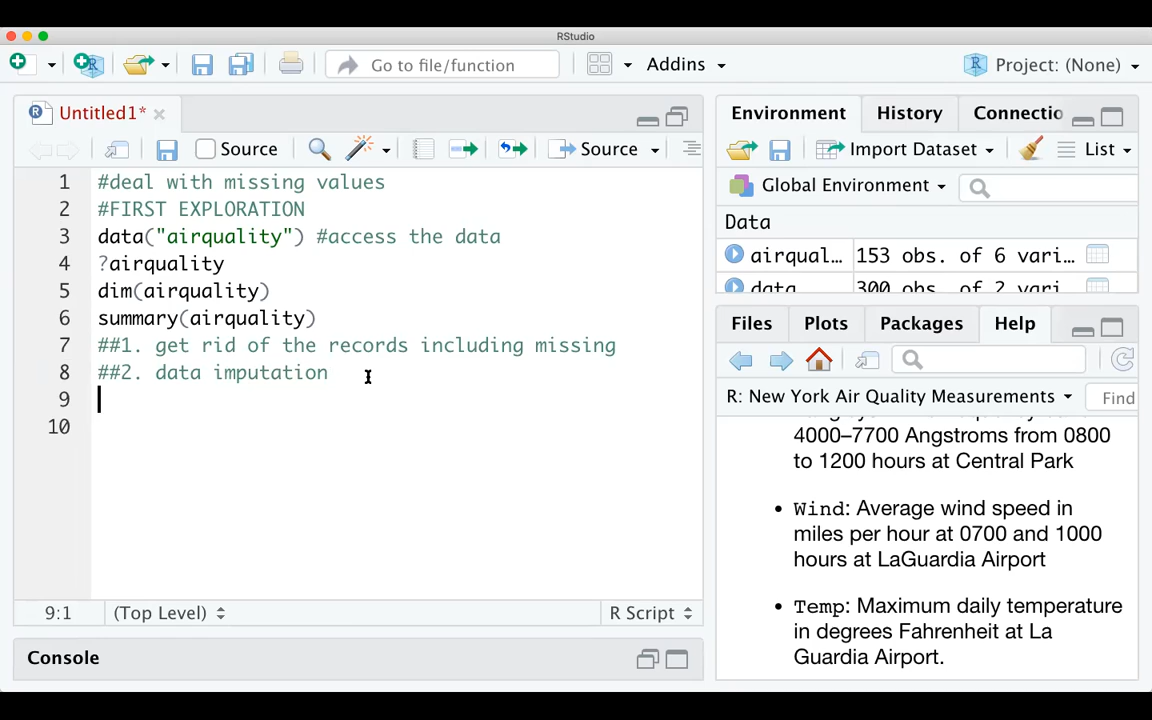 RStudio
Go to file/function
Addins
Project: (None)
Untitled1*
Source
Source
1 #deal with missing values
2 #FIRST EXPLORATION
3 data("airquality") #access the data
4 ?airquality
5 dim(airquality)
6 summary(airquality)
7 ##1. get rid of the records including missing
8 ##2. data imputation
9
10
9:1 (Top Level) R Script
Console
Environment History Connectio
Import Dataset List
Global Environment
Data
airqual… 153 obs. of 6 vari…
data 300 obs. of 2 vari…
Files Plots Packages Help
R: New York Air Quality Measurements Find
4000–7700 Angstroms from 0800
to 1200 hours at Central Park
• Wind: Average wind speed in
miles per hour at 0700 and 1000
hours at LaGuardia Airport
• Temp: Maximum daily temperature
in degrees Fahrenheit at La
Guardia Airport.